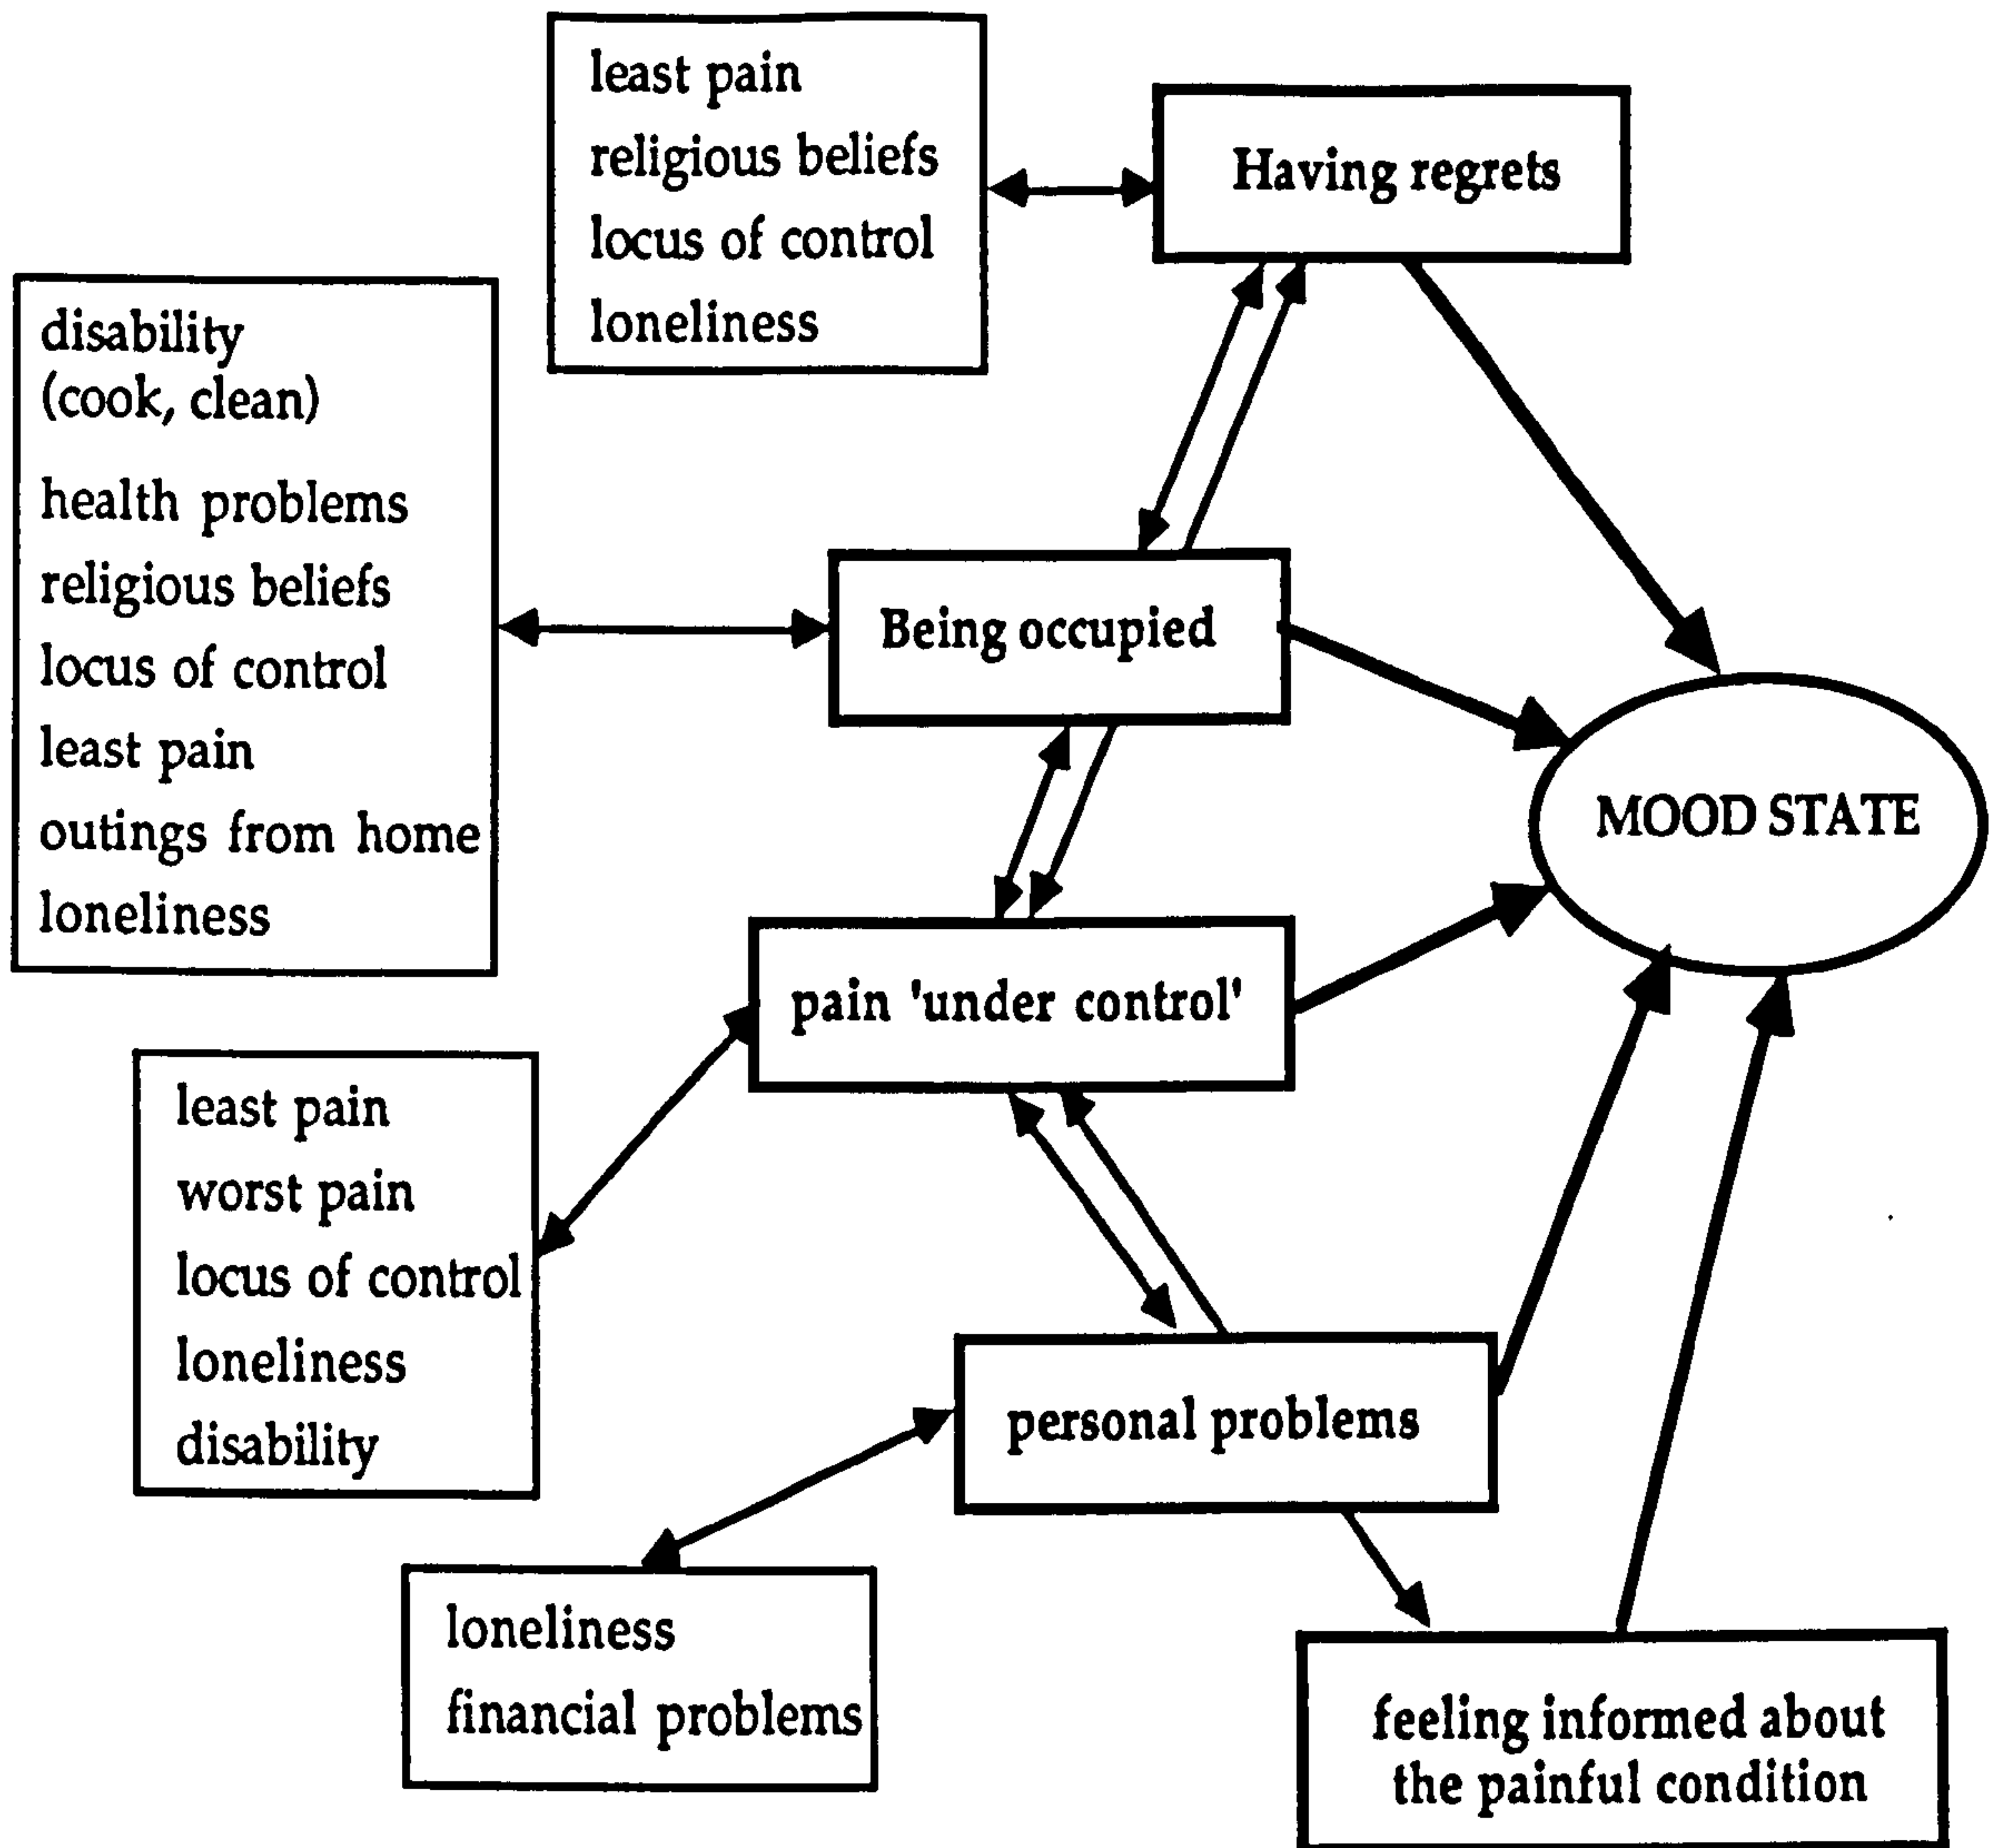 least pain
religious beliefs
locus of control
loneliness
Having regrets
disability
(cook, clean)
health problems
religious beliefs
locus of control
least pain
outings from home
loneliness
Being occupied
MOOD STATE
pain 'under control'
least pain
worst pain
locus of control
loneliness
disability
personal problems
loneliness
financial problems
feeling informed about
the painful condition